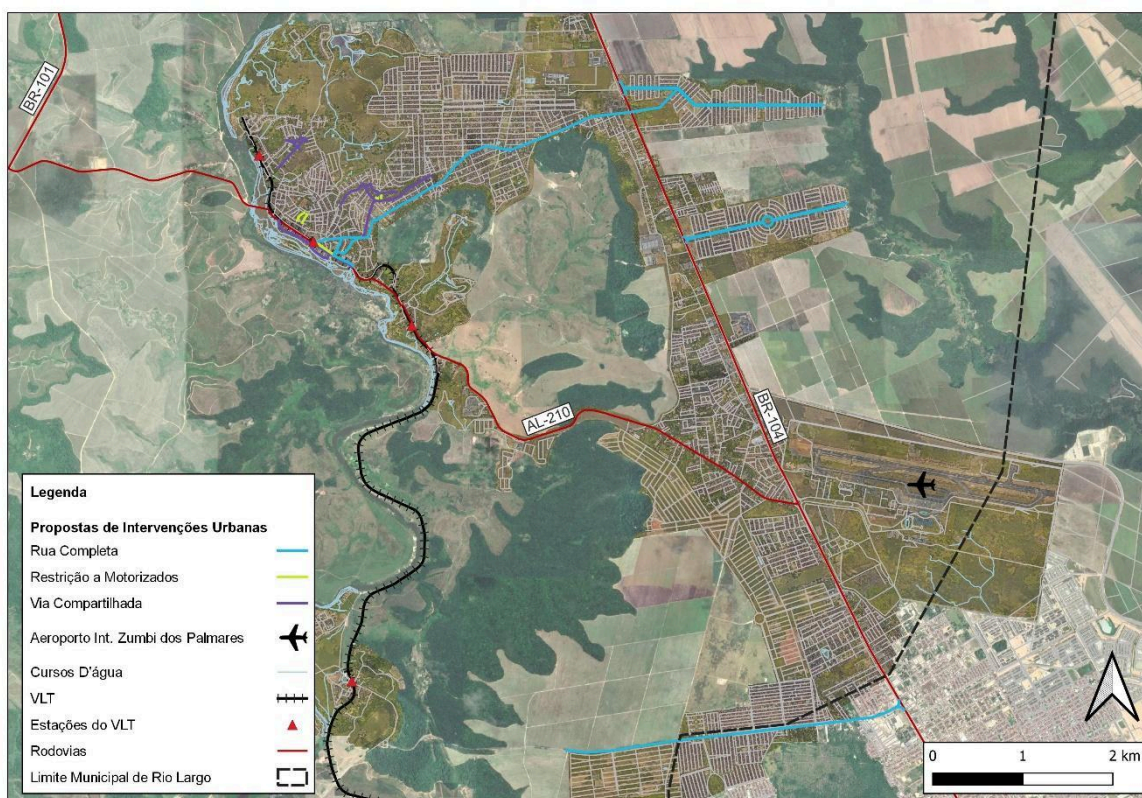 BR-101
AL-210
BR-104
Legenda
Propostas de Intervenções Urbanas
Rua Completa
Restrição a Motorizados
Via Compartilhada
Aeroporto Int. Zumbi dos Palmares
Cursos D'água
VLT
Estações do VLT
Rodovias
Limite Municipal de Rio Largo
0 1 2 km